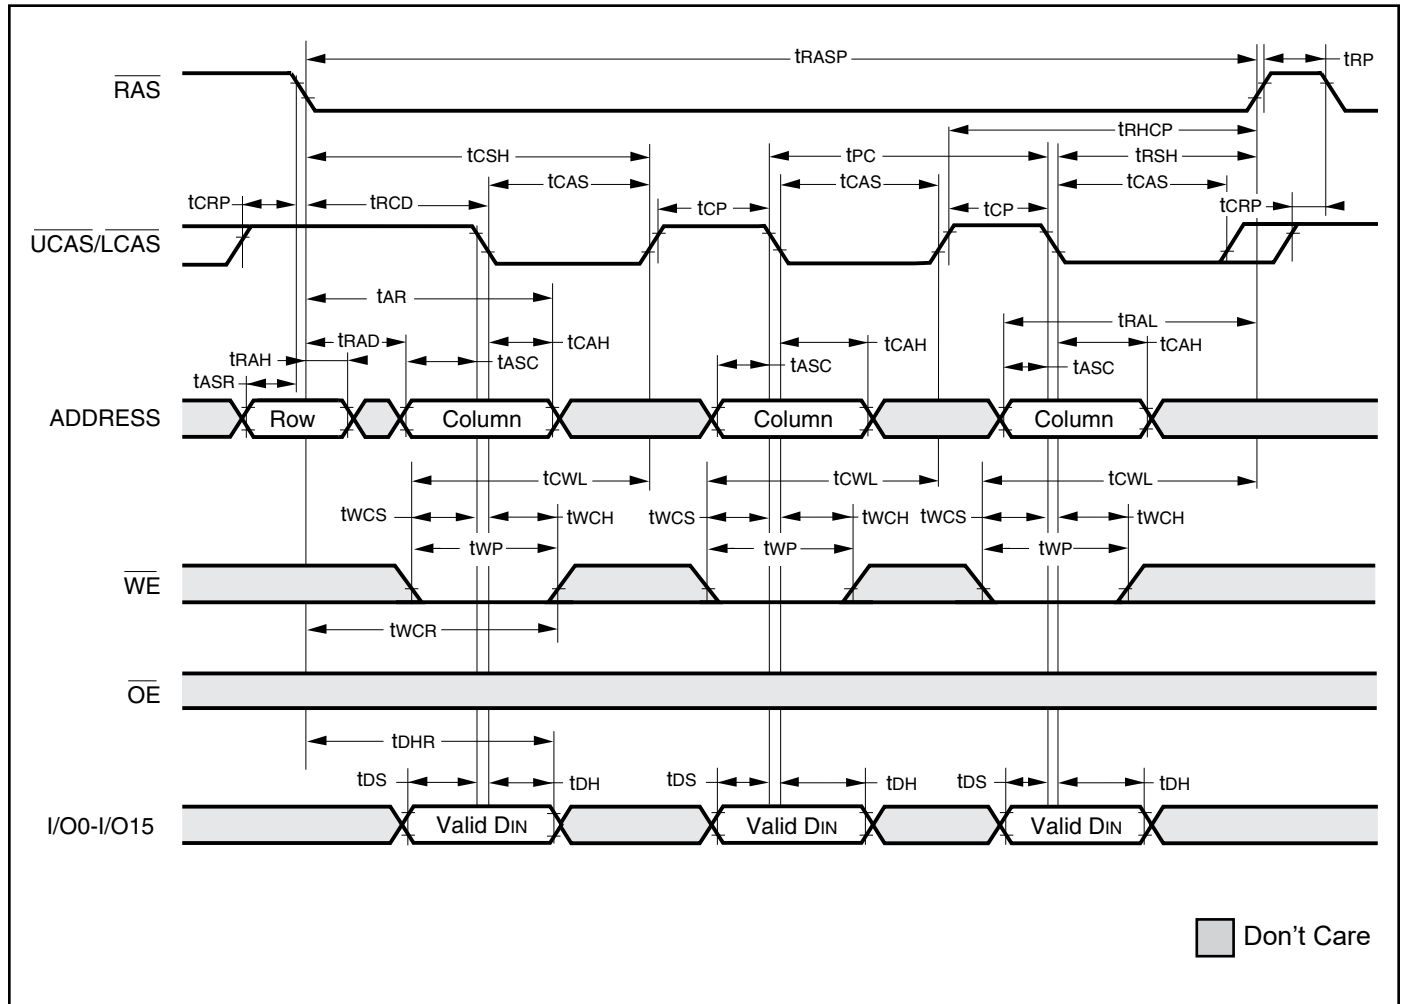 tRASP
tRP
RAS
tRHCP
tCSH
tPC
tRSH
tCAS
tCAS
tCAS
tCRP
tRCD
tCP
tCP
tCRP
UCAS/LCAS
tAR
tRAL
tRAD
tCAH
tCAH
tCAH
tRAH
tASC
tASC
tASC
tASR
ADDRESS
Row
Column
Column
Column
tCWL
tCWL
tCWL
tWCS
tWCH
tWCS
tWCH
tWCS
tWCH
tWP
tWP
tWP
WE
tWCR
OE
tDHR
tDS
tDH
tDS
tDH
tDS
tDH
I/O0-I/O15
Valid DIN
Valid DIN
Valid DIN
Don't Care